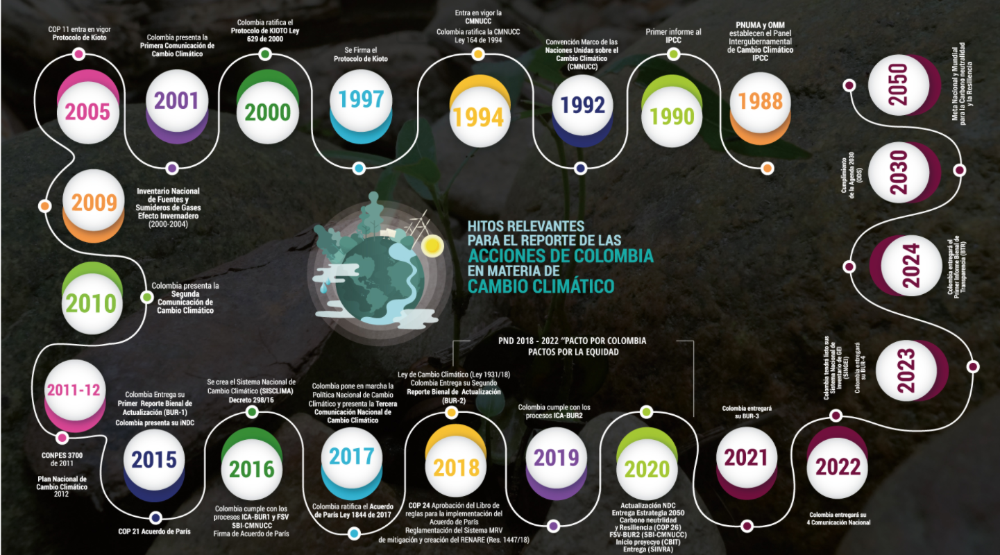 PNUMA y OMM
establecen el Panel
Intergubernamental
de Cambio Climático
IPCC
1988
Primer informe al
IPCC
1990
Convención Marco de las
Naciones Unidas sobre el
Cambio Climático
(CMNUCC)
1992
Entra en vigor la
CMNUCC
Colombia ratifica la CMNUCC
Ley 164 de 1994
1994
Se Firma el
Protocolo de Kioto
1997
Colombia ratifica el
Protocolo de KIOTO Ley
629 de 2000
2000
Colombia presenta la
Primera Comunicación de
Cambio Climático
2001
COP 11 entra en vigor
Protocolo de Kioto
2005
2009
Inventario Nacional
de Fuentes y
Sumideros de Gases
Efecto Invernadero
(2000-2004)
2010
Colombia presenta la
Segunda
Comunicación de
Cambio Climático
HITOS RELEVANTES
PARA EL REPORTE DE LAS
ACCIONES DE COLOMBIA
EN MATERIA DE
CAMBIO CLIMÁTICO
2011-12
CONPES 3700
de 2011
Plan Nacional de
Cambio Climático
2012
Colombia Entrega su
Primer Reporte Bienal de
Actualización (BUR-1)
Colombia presenta su iNDC
2015
COP 21 Acuerdo de París
Se crea el Sistema Nacional de
Cambio Climático (SISCLIMA)
Decreto 298/16
2016
Colombia cumple con los
procesos ICA-BUR1 y FSV
SBI-CMNUCC
Firma de Acuerdo de París
Colombia pone en marcha la
Política Nacional de Cambio
Climático y presenta la Tercera
Comunicación Nacional de
Cambio Climático
2017
Colombia ratifica el Acuerdo
de París Ley 1844 de 2017
PND 2018 - 2022 “PACTO POR COLOMBIA
PACTOS POR LA EQUIDAD
Ley de Cambio Climático (Ley 1931/18)
Colombia Entrega su Segundo
Reporte Bienal de Actualización
(BUR-2)
2018
COP 24 Aprobación del Libro de
reglas para la implementación del
Acuerdo de París
Reglamentación del Sistema MRV
de mitigación y creación del RENARE (Res. 1447/18)
Colombia cumple con los
procesos ICA-BUR2
2019
2020
Actualización NDC
Entrega Estrategia 2050
Carbono neutrlidad
y Resiliencia (COP 26)
FSV-BUR2 (SBI-CMNUCC)
Inicio proyecyo (CBIT)
Entrega (SIIVRA)
Colombia entregará
su BUR-3
2021
2022
Colombia entregará su
4 Comunicación Nacional
Colombia tendrá listo sus
Sistema Nacional de
Inventario de GEI
(SINGEI)
Colombia entregará
su BUR-4
2023
2024
Colombia entregará el
Primer Informe Bienal de
Transparencia (BTR)
Cumplimiento
de la Agenda 2030
(ODS)
2030
2050
Meta Nacional y Mundial
para la Carbono neutralidad
y la Resiliencia